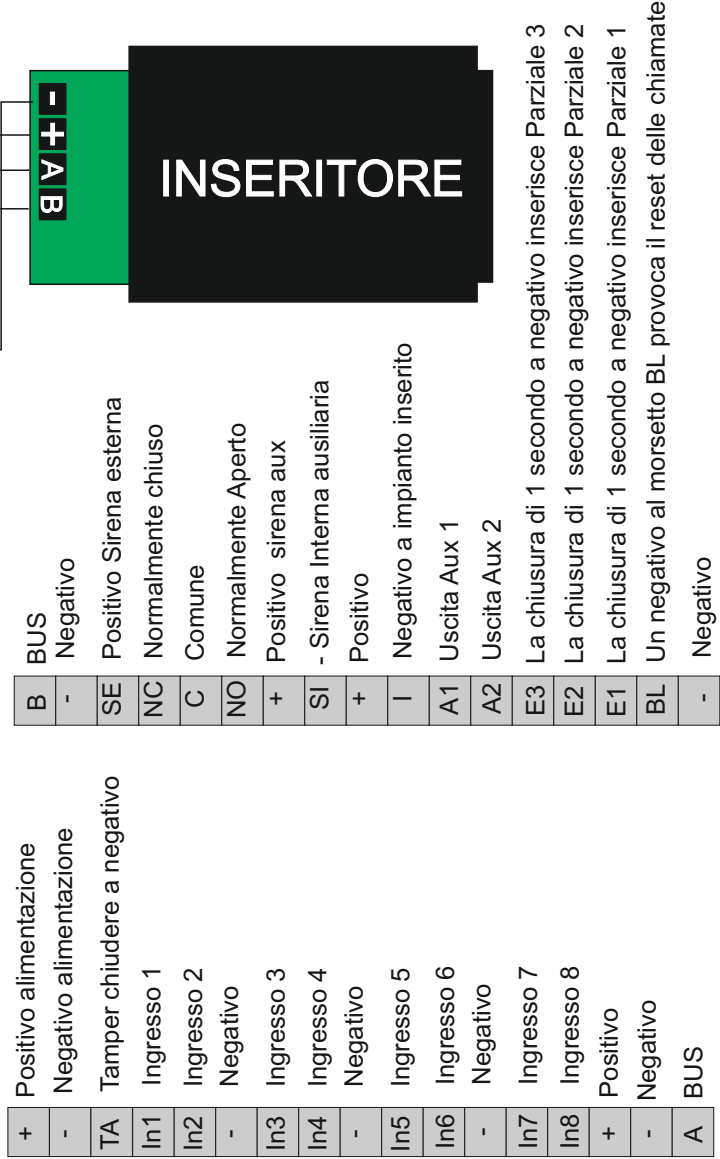 + Positivo alimentazione
- Negativo alimentazione
TA Tamper chiudere a negativo
In1 Ingresso 1
In2 Ingresso 2
- Negativo
In3 Ingresso 3
In4 Ingresso 4
- Negativo
In5 Ingresso 5
In6 Ingresso 6
- Negativo
In7 Ingresso 7
In8 Ingresso 8
+ Positivo
- Negativo
A BUS
B BUS
- Negativo
SE Positivo Sirena esterna
NC Normalmente chiuso
C Comune
NO Normalmente Aperto
+ Positivo sirena aux
SI - Sirena Interna ausiliaria
+ Positivo
I Negativo a impianto inserito
A1 Uscita Aux 1
A2 Uscita Aux 2
E3 La chiusura di 1 secondo a negativo inserisce Parziale 3
E2 La chiusura di 1 secondo a negativo inserisce Parziale 2
E1 La chiusura di 1 secondo a negativo inserisce Parziale 1
BL Un negativo al morsetto BL provoca il reset delle chiamate
- Negativo
- + A B
INSERITORE